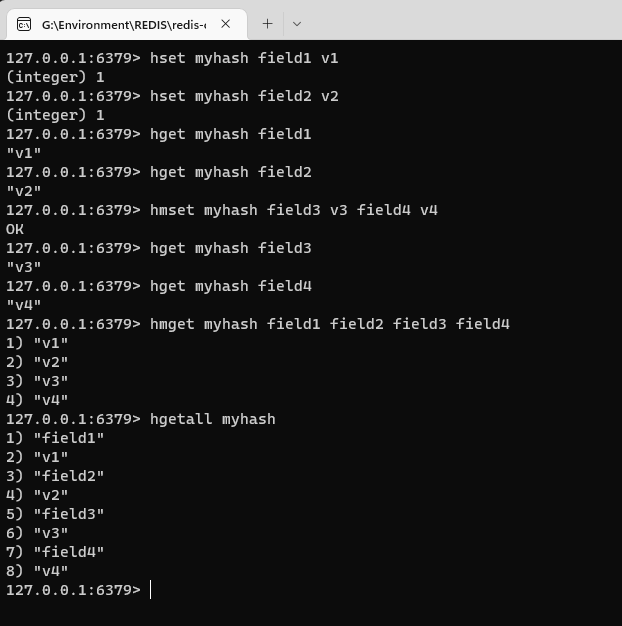 G:\Environment\REDIS\redis-c
127.0.0.1:6379> hset myhash field1 v1
(integer) 1
127.0.0.1:6379> hset myhash field2 v2
(integer) 1
127.0.0.1:6379> hget myhash field1
"v1"
127.0.0.1:6379> hget myhash field2
"v2"
127.0.0.1:6379> hmset myhash field3 v3 field4 v4
OK
127.0.0.1:6379> hget myhash field3
"v3"
127.0.0.1:6379> hget myhash field4
"v4"
127.0.0.1:6379> hmget myhash field1 field2 field3 field4
1) "v1"
2) "v2"
3) "v3"
4) "v4"
127.0.0.1:6379> hgetall myhash
1) "field1"
2) "v1"
3) "field2"
4) "v2"
5) "field3"
6) "v3"
7) "field4"
8) "v4"
127.0.0.1:6379>